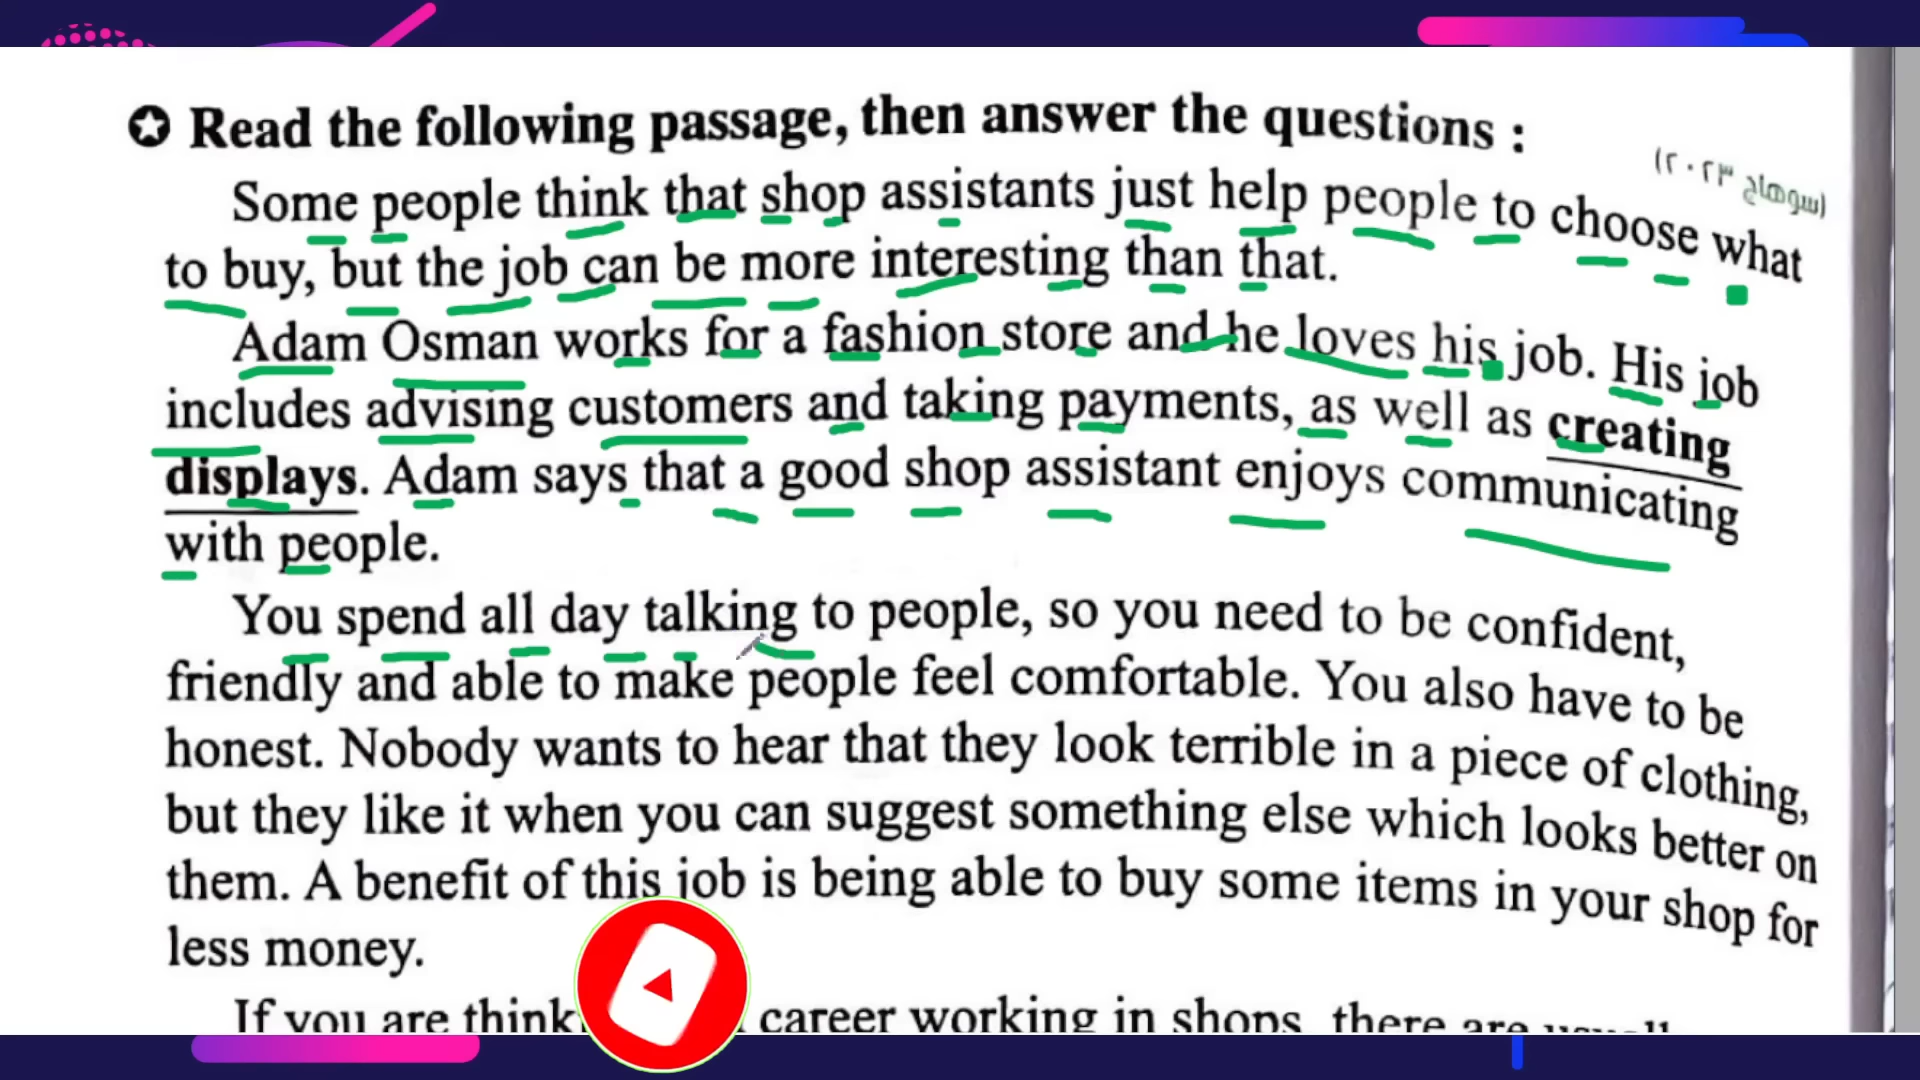 Read the following passage, then answer the questions :
(سوهاج ٢٠٢٣)
Some people think that shop assistants just help people to choose what
to buy, but the job can be more interesting than that.
Adam Osman works for a fashion store and he loves his job. His job
includes advising customers and taking payments, as well as creating
displays. Adam says that a good shop assistant enjoys communicating
with people.
You spend all day talking to people, so you need to be confident,
friendly and able to make people feel comfortable. You also have to be
honest. Nobody wants to hear that they look terrible in a piece of clothing,
but they like it when you can suggest something else which looks better on
them. A benefit of this job is being able to buy some items in your shop for
less money.
If you are career working in shops, there are